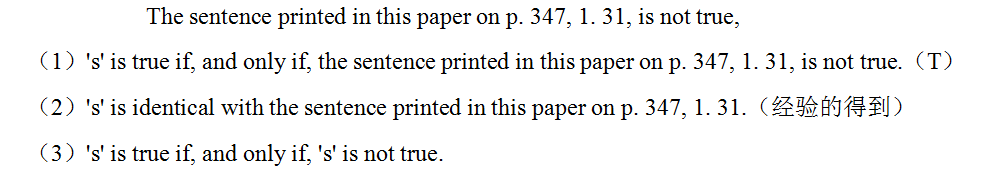 The sentence printed in this paper on p. 347, 1. 31, is not true,
（1）'s' is true if, and only if, the sentence printed in this paper on p. 347, 1. 31, is not true.（T）
（2）'s' is identical with the sentence printed in this paper on p. 347, 1. 31.（经验的得到）
（3）'s' is true if, and only if, 's' is not true.